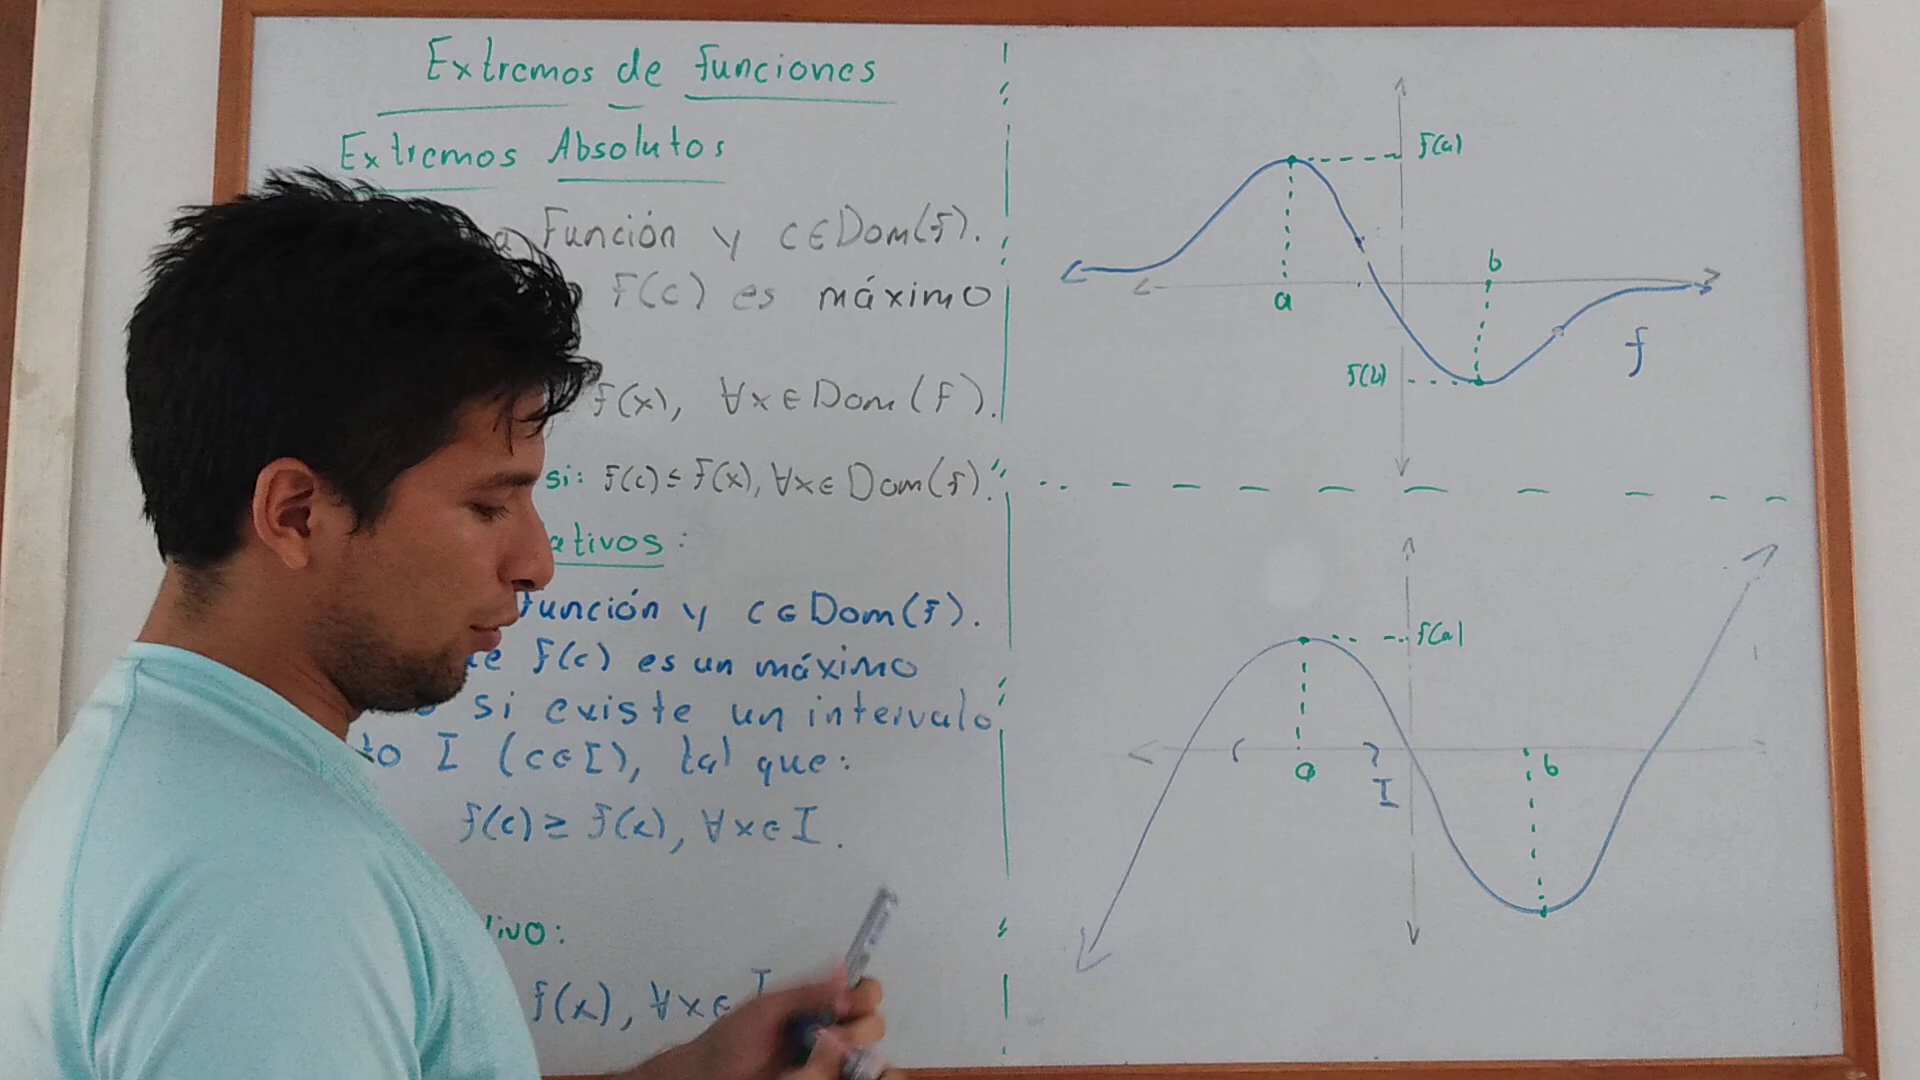 Extremos de funciones
Extremos Absolutos
Función y c∈Dom(f).
F(c) es máximo
f(x), ∀x∈Dom(f).
si: f(c)≤f(x), ∀x∈Dom(f).
ativos:
función y c∈Dom(f).
f(c) es un máximo
si existe un intervalo
to I (c∈I), tal que:
f(c)≥f(x), ∀x∈I.
ivo:
f(x), ∀x∈I
f(a)
b
a
f(b)
f
f(a)
a
b
I